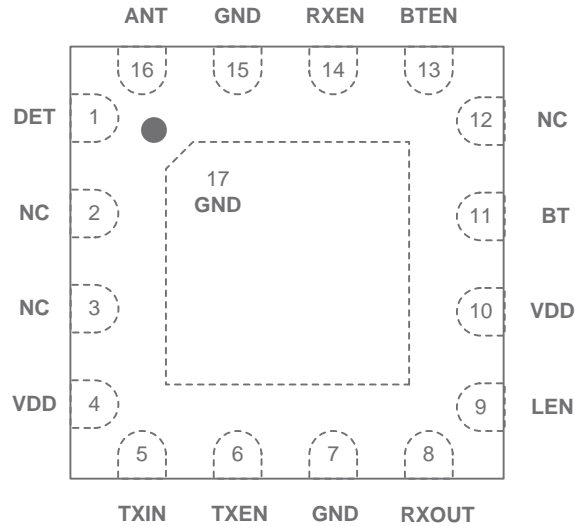 ANT GND RXEN BTEN
16 15 14 13
DET 1 12 NC
17
GND
NC 2 11 BT
NC 3 10 VDD
VDD 4 9 LEN
5 6 7 8
TXIN TXEN GND RXOUT